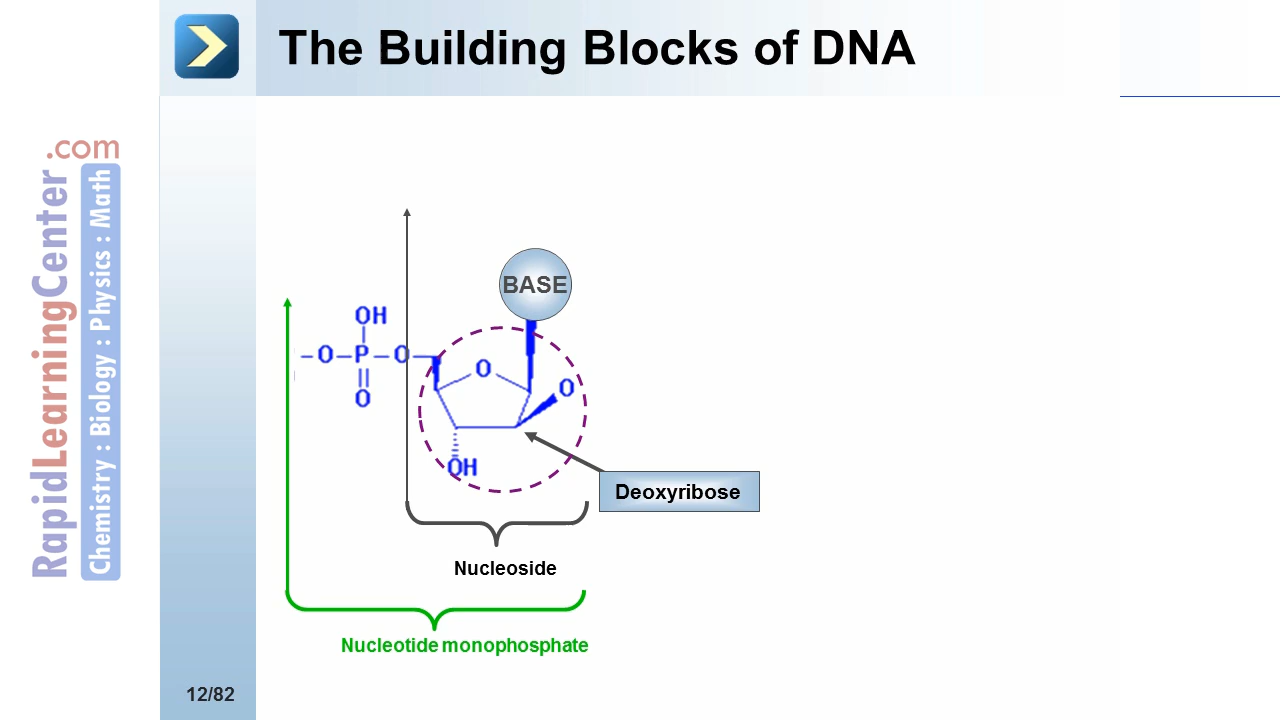 The Building Blocks of DNA
.com
RapidLearningCenter
Chemistry : Biology : Physics : Math
BASE
OH
–O–P–O–
O
O
O
OH
Deoxyribose
Nucleoside
Nucleotide monophosphate
12/82